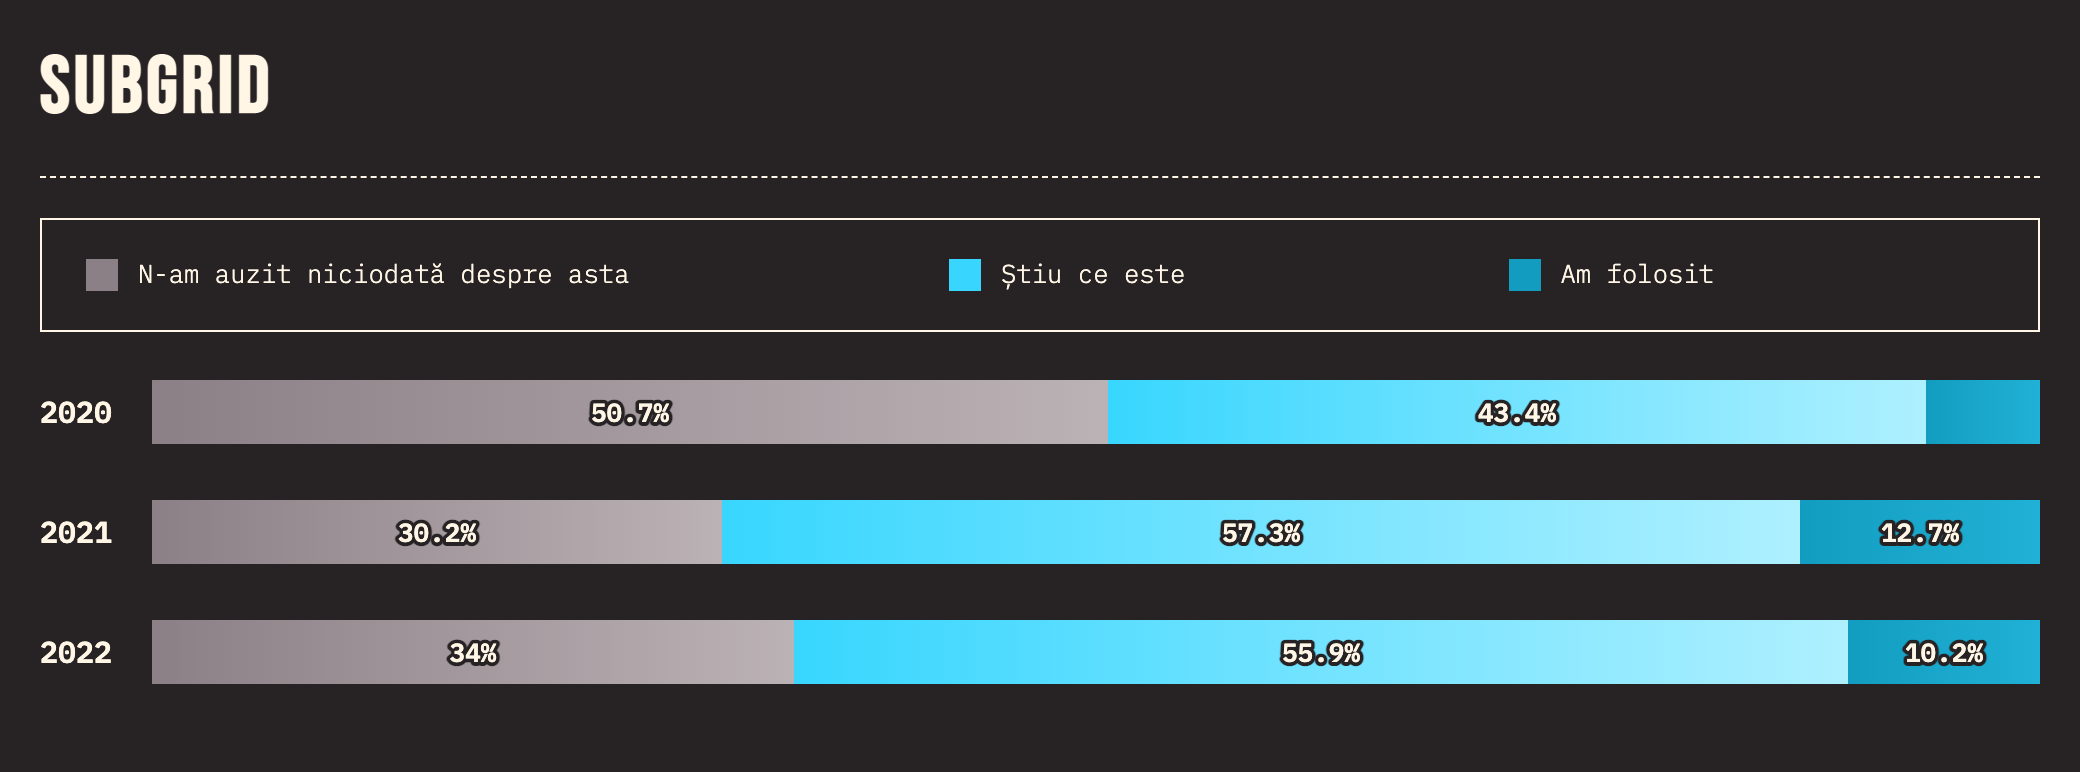 SUBGRID
N-am auzit niciodată despre asta Știu ce este Am folosit
2020 50.7% 43.4%
2021 30.2% 57.3% 12.7%
2022 34% 55.9% 10.2%